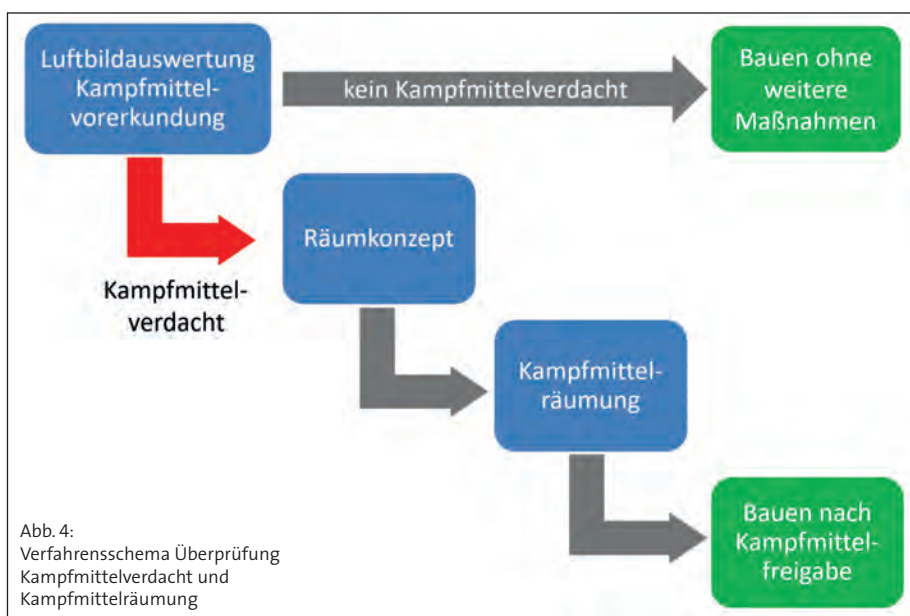 Luftbildauswertung
Kampfmittel-
vorerkundung
kein Kampfmittelverdacht
Bauen ohne
weitere
Maßnahmen
Kampfmittel-
verdacht
Räumkonzept
Kampfmittel-
räumung
Bauen nach
Kampfmittel-
freigabe
Abb. 4:
Verfahrensschema Überprüfung
Kampfmittelverdacht und
Kampfmittelräumung